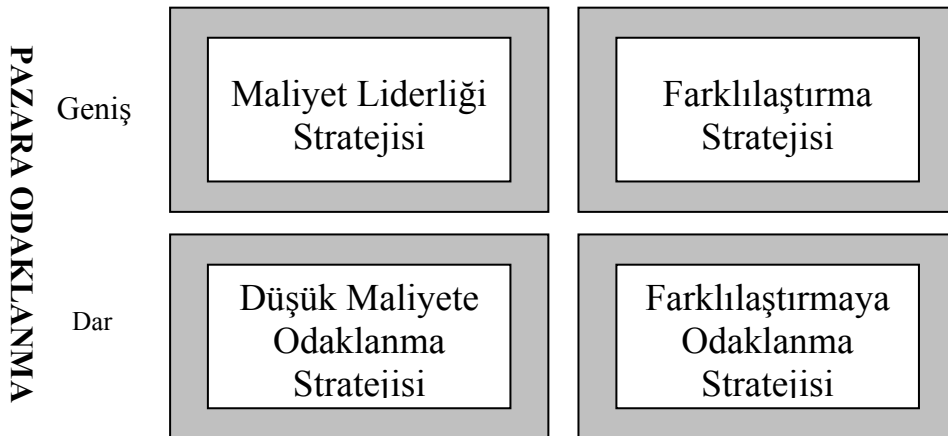 PAZARA ODAKLANMA
Geniş
Maliyet Liderliği
Stratejisi
Farklılaştırma
Stratejisi
Dar
Düşük Maliyete
Odaklanma
Stratejisi
Farklılaştırmaya
Odaklanma
Stratejisi